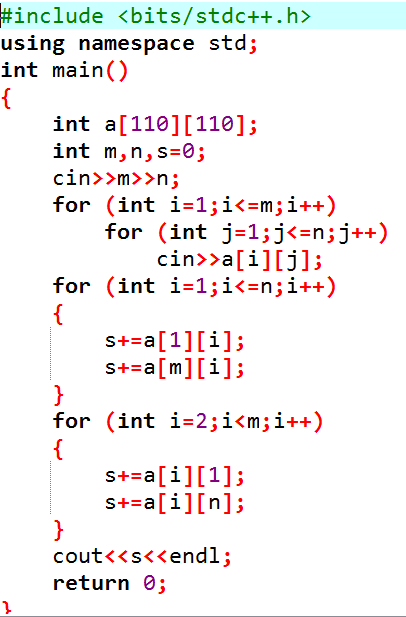 #include <bits/stdc++.h>
using namespace std;
int main()
{
    int a[110][110];
    int m,n,s=0;
    cin>>m>>n;
    for (int i=1;i<=m;i++)
        for (int j=1;j<=n;j++)
            cin>>a[i][j];
    for (int i=1;i<=n;i++)
    {
        s+=a[1][i];
        s+=a[m][i];
    }
    for (int i=2;i<m;i++)
    {
        s+=a[i][1];
        s+=a[i][n];
    }
    cout<<s<<endl;
    return 0;
}